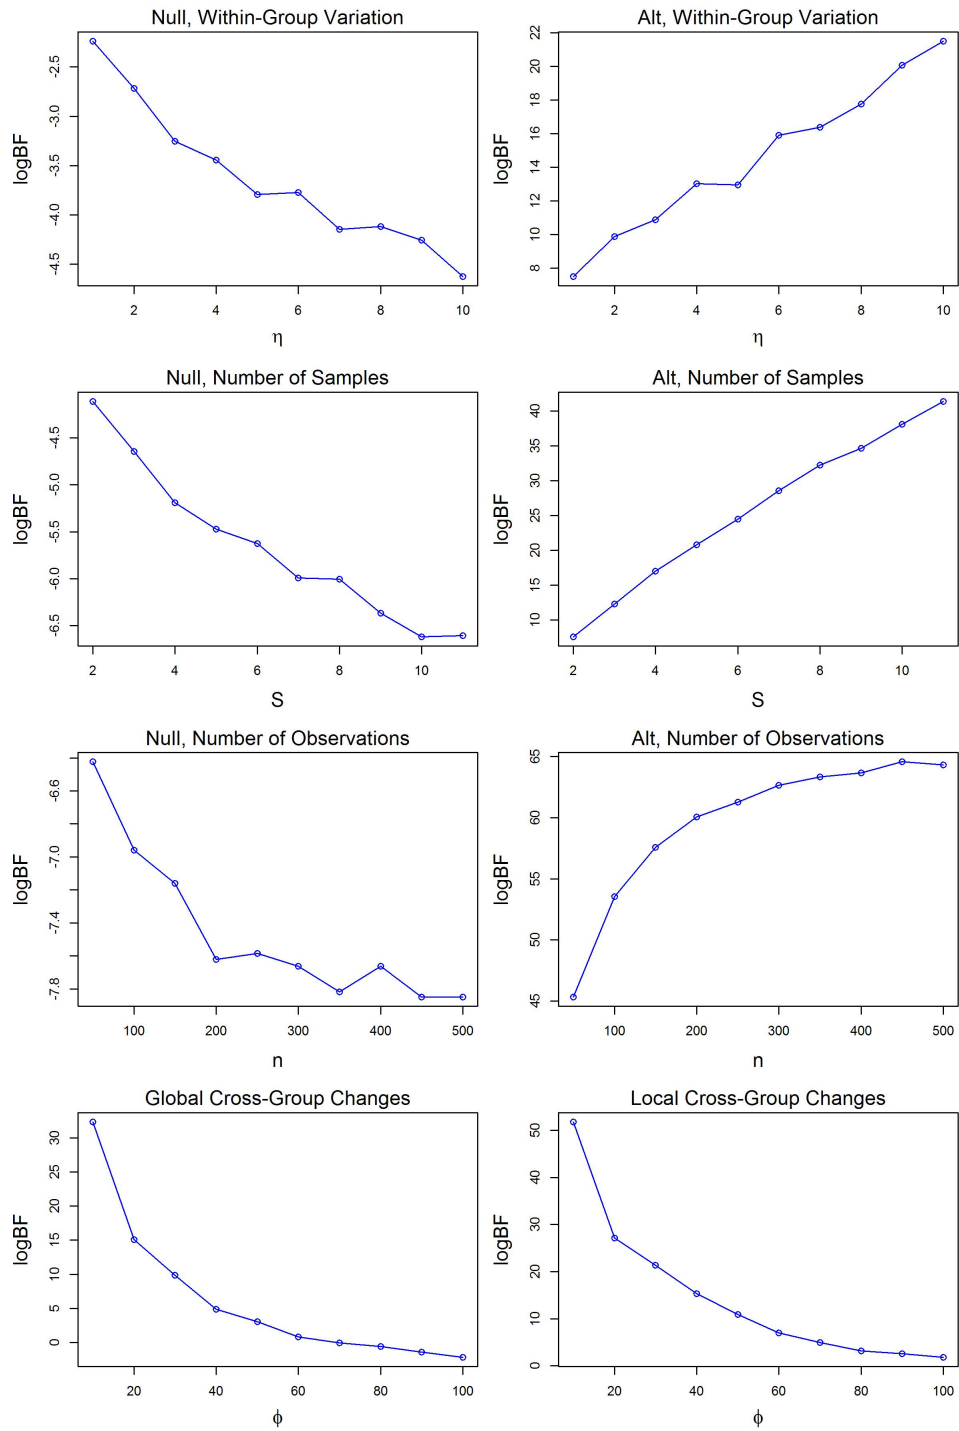 Null, Within-Group Variation
logBF
-2.5
-3.0
-3.5
-4.0
-4.5
2 4 6 8 10
η
Alt, Within-Group Variation
logBF
22
20
18
16
14
12
10
8
2 4 6 8 10
η
Null, Number of Samples
logBF
-4.5
-5.0
-5.5
-6.0
-6.5
2 4 6 8 10
S
Alt, Number of Samples
logBF
40
35
30
25
20
15
10
2 4 6 8 10
S
Null, Number of Observations
logBF
-6.6
-7.0
-7.4
-7.8
100 200 300 400 500
n
Alt, Number of Observations
logBF
65
60
55
50
45
100 200 300 400 500
n
Global Cross-Group Changes
logBF
30
25
20
15
10
5
0
20 40 60 80 100
ϕ
Local Cross-Group Changes
logBF
50
40
30
20
10
0
20 40 60 80 100
ϕ